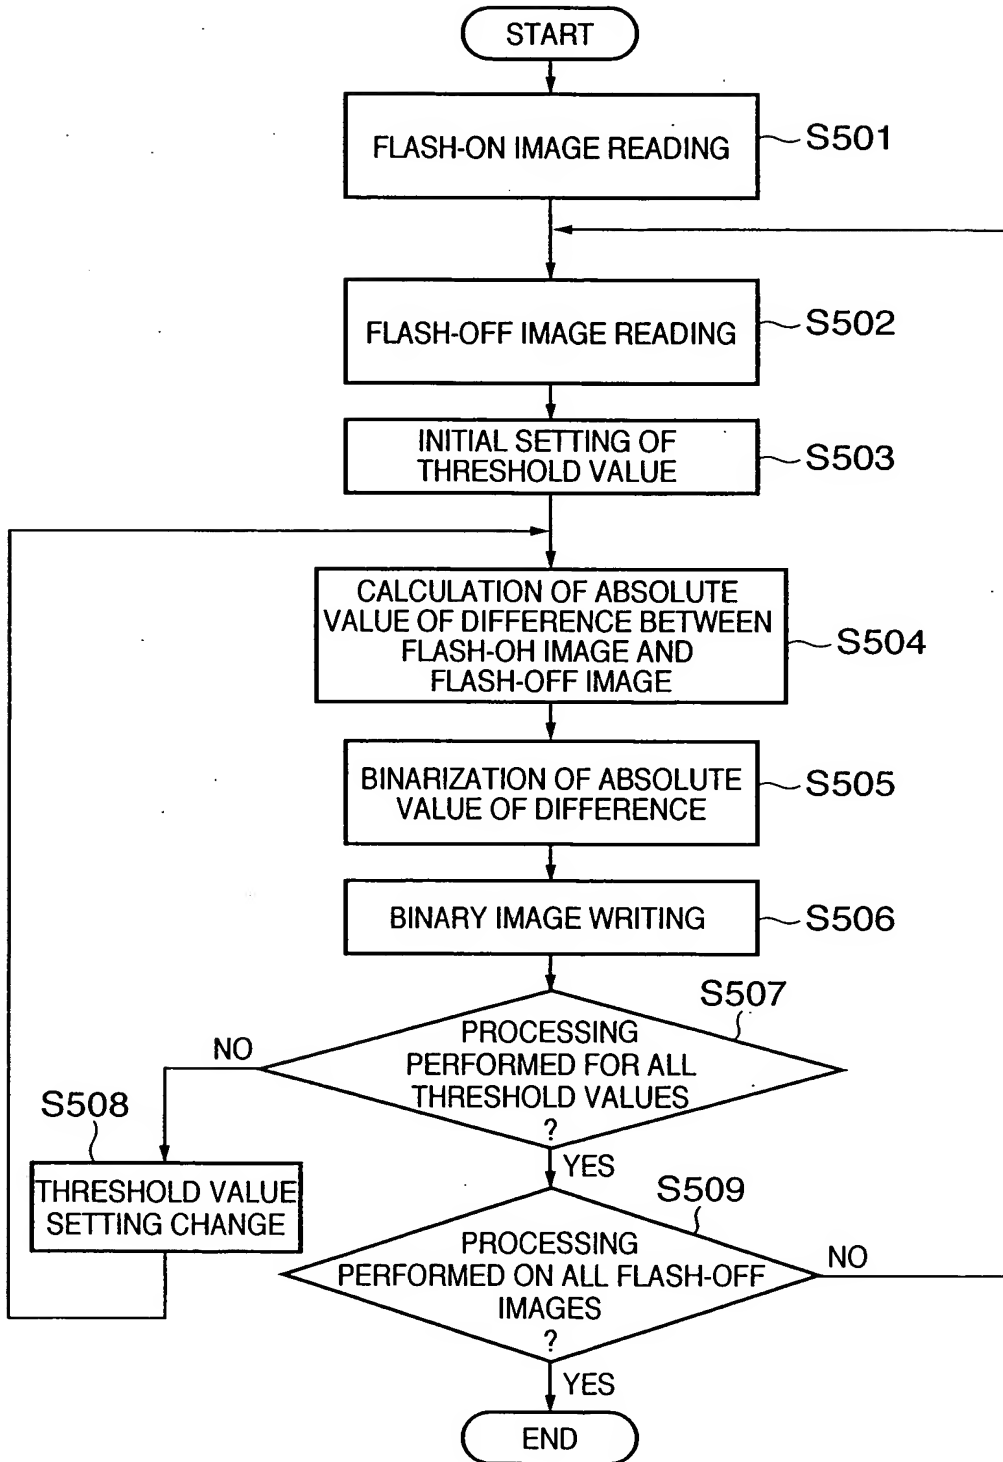 START
FLASH-ON IMAGE READING
S501
FLASH-OFF IMAGE READING
S502
INITIAL SETTING OF
THRESHOLD VALUE
S503
CALCULATION OF ABSOLUTE
VALUE OF DIFFERENCE BETWEEN
FLASH-OH IMAGE AND
FLASH-OFF IMAGE
S504
BINARIZATION OF ABSOLUTE
VALUE OF DIFFERENCE
S505
BINARY IMAGE WRITING
S506
S507
PROCESSING
PERFORMED FOR ALL
THRESHOLD VALUES
?
NO
YES
S508
THRESHOLD VALUE
SETTING CHANGE
S509
PROCESSING
PERFORMED ON ALL FLASH-OFF
IMAGES
?
NO
YES
END